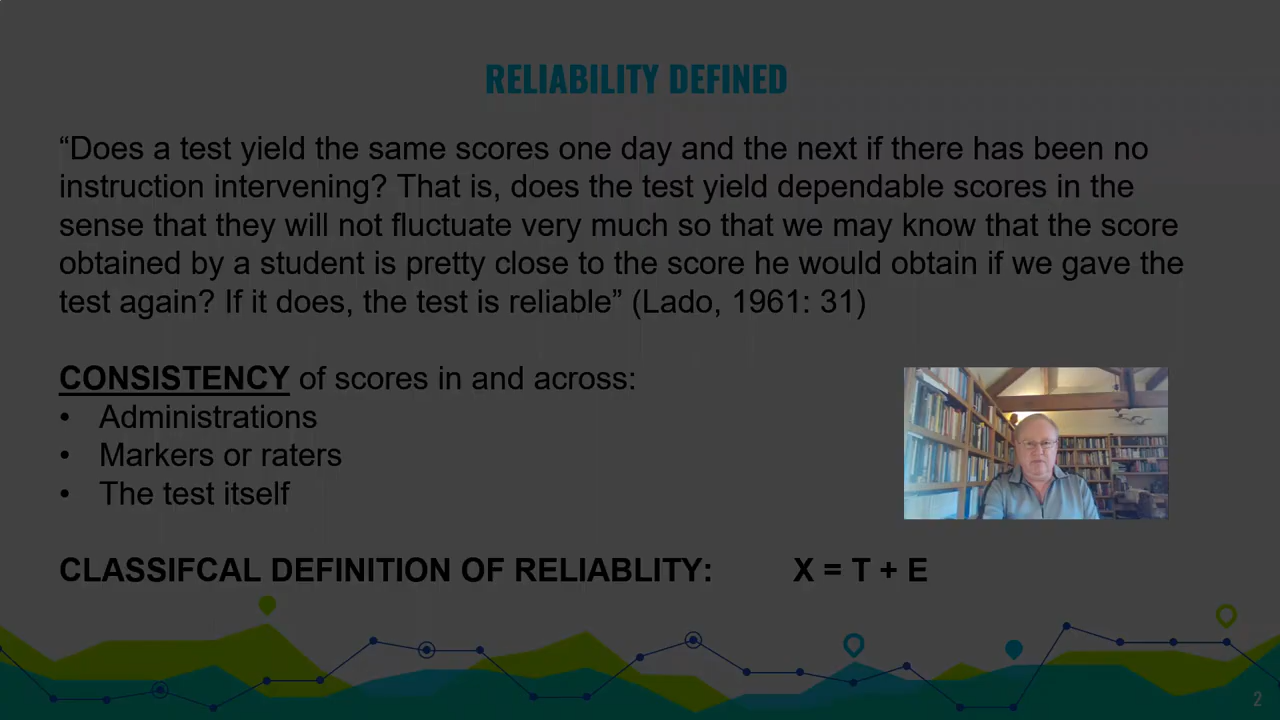 RELIABILITY DEFINED
“Does a test yield the same scores one day and the next if there has been no
instruction intervening? That is, does the test yield dependable scores in the
sense that they will not fluctuate very much so that we may know that the score
obtained by a student is pretty close to the score he would obtain if we gave the
test again? If it does, the test is reliable” (Lado, 1961: 31)
CONSISTENCY of scores in and across:
• Administrations
• Markers or raters
• The test itself
CLASSIFCAL DEFINITION OF RELIABLITY: X = T + E
2